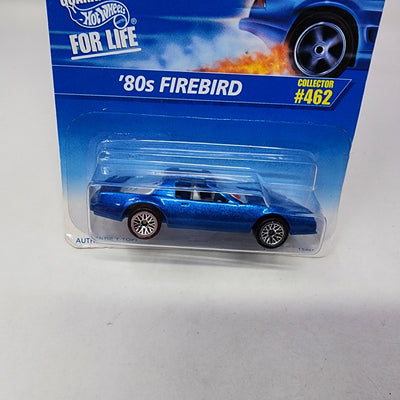 Hot Wheels
FOR LIFE
'80s FIREBIRD
COLLECTOR
#462